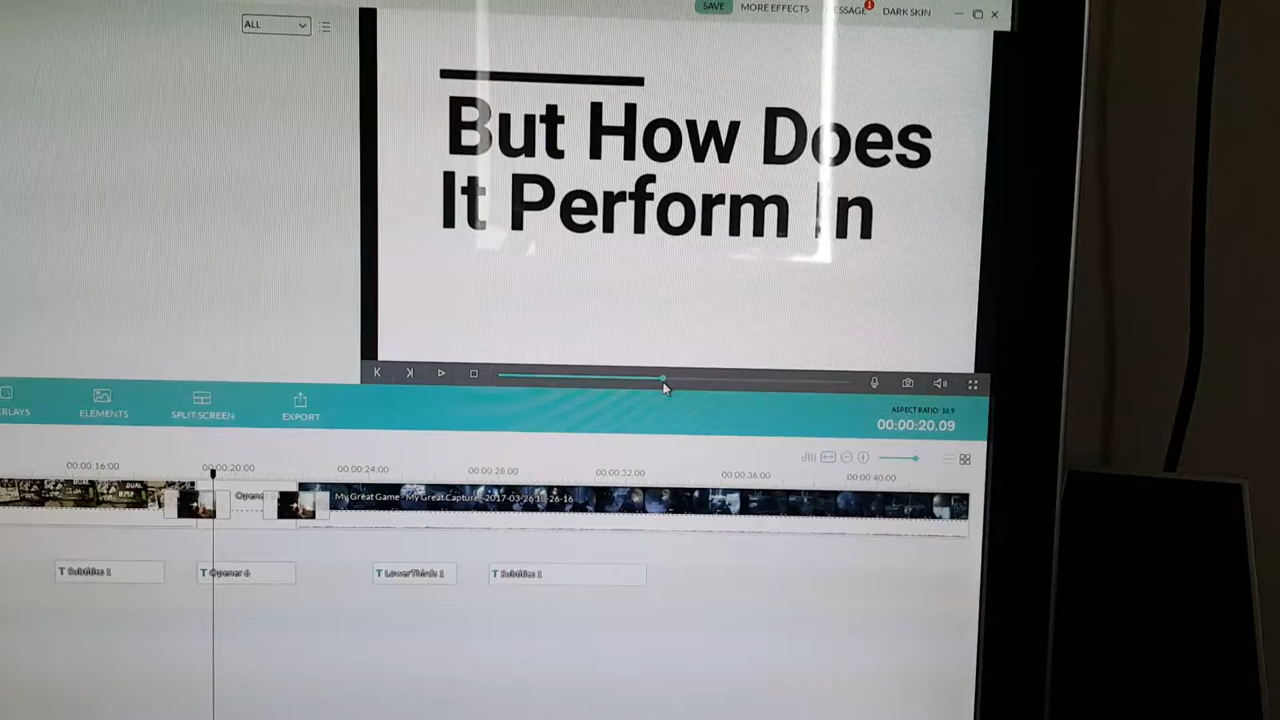 ALL
SAVE
MORE EFFECTS
DARK SKIN
But How Does
It Perform In
ELEMENTS
SPLIT SCREEN
EXPORT
ASPECT RATIO: 16:9
00:00:20.09
00:00:16:00
00:00:20:00
00:00:24:00
00:00:28:00
00:00:32:00
00:00:36:00
00:00:40:00
My Great Game - My Great Capture - 2017-03-26 18-26-16
T Subtitles 1
T Opener 6
T LowerThirds 1
T Subtitles 1